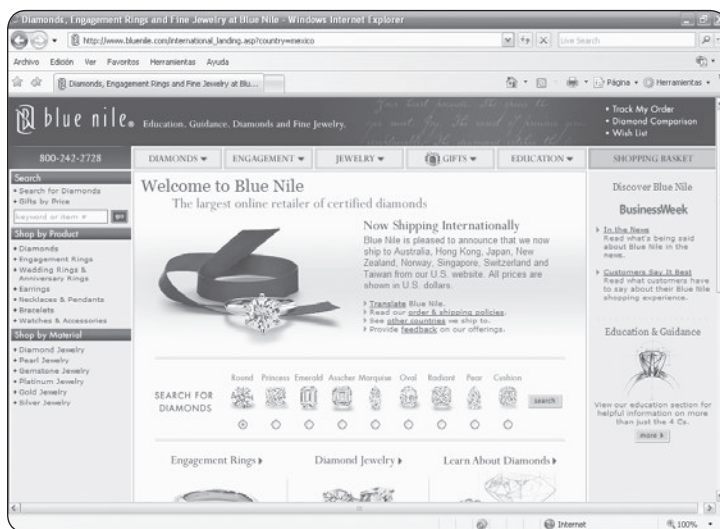 Diamonds, Engagement Rings and Fine Jewelry at Blue Nile - Windows Internet Explorer
http://www.bluenile.com/international_landing.asp?country=mexico
Live Search
Archivo Edición Ver Favoritos Herramientas Ayuda
Diamonds, Engagement Rings and Fine Jewelry at Blu...
Página
Herramientas
blue nile
Education. Guidance. Diamonds and Fine Jewelry.
• Track My Order
• Diamond Comparison
• Wish List
800-242-2728
DIAMONDS
ENGAGEMENT
JEWELRY
GIFTS
EDUCATION
SHOPPING BASKET
Search
• Search for Diamonds
• Gifts by Price
keyword or item #
go
Shop by Product
• Diamonds
• Engagement Rings
• Wedding Rings &
Anniversary Rings
• Earrings
• Necklaces & Pendants
• Bracelets
• Watches & Accessories
Shop by Material
• Diamond Jewelry
• Pearl Jewelry
• Gemstone Jewelry
• Platinum Jewelry
• Gold Jewelry
• Silver Jewelry
Welcome to Blue Nile
The largest online retailer of certified diamonds
Now Shipping Internationally
Blue Nile is pleased to announce that we now
ship to Australia, Hong Kong, Japan, New
Zealand, Norway, Singapore, Switzerland and
Taiwan from our U.S. website. All prices are
shown in U.S. dollars.
Translate Blue Nile.
Read our order & shipping policies.
See other countries we ship to.
Provide feedback on our offerings.
SEARCH FOR
DIAMONDS
Round Princess Emerald Asscher Marquise Oval Radiant Pear Cushion
search
Engagement Rings
Diamond Jewelry
Learn About Diamonds
Discover Blue Nile
BusinessWeek
In the News
Read what's being said
about Blue Nile in the
news.
Customers Say It Best
Read what customers have
to say about their Blue Nile
shopping experience.
Education & Guidance
View our education section for
helpful information on more
than just the 4 Cs.
more
Internet
100%